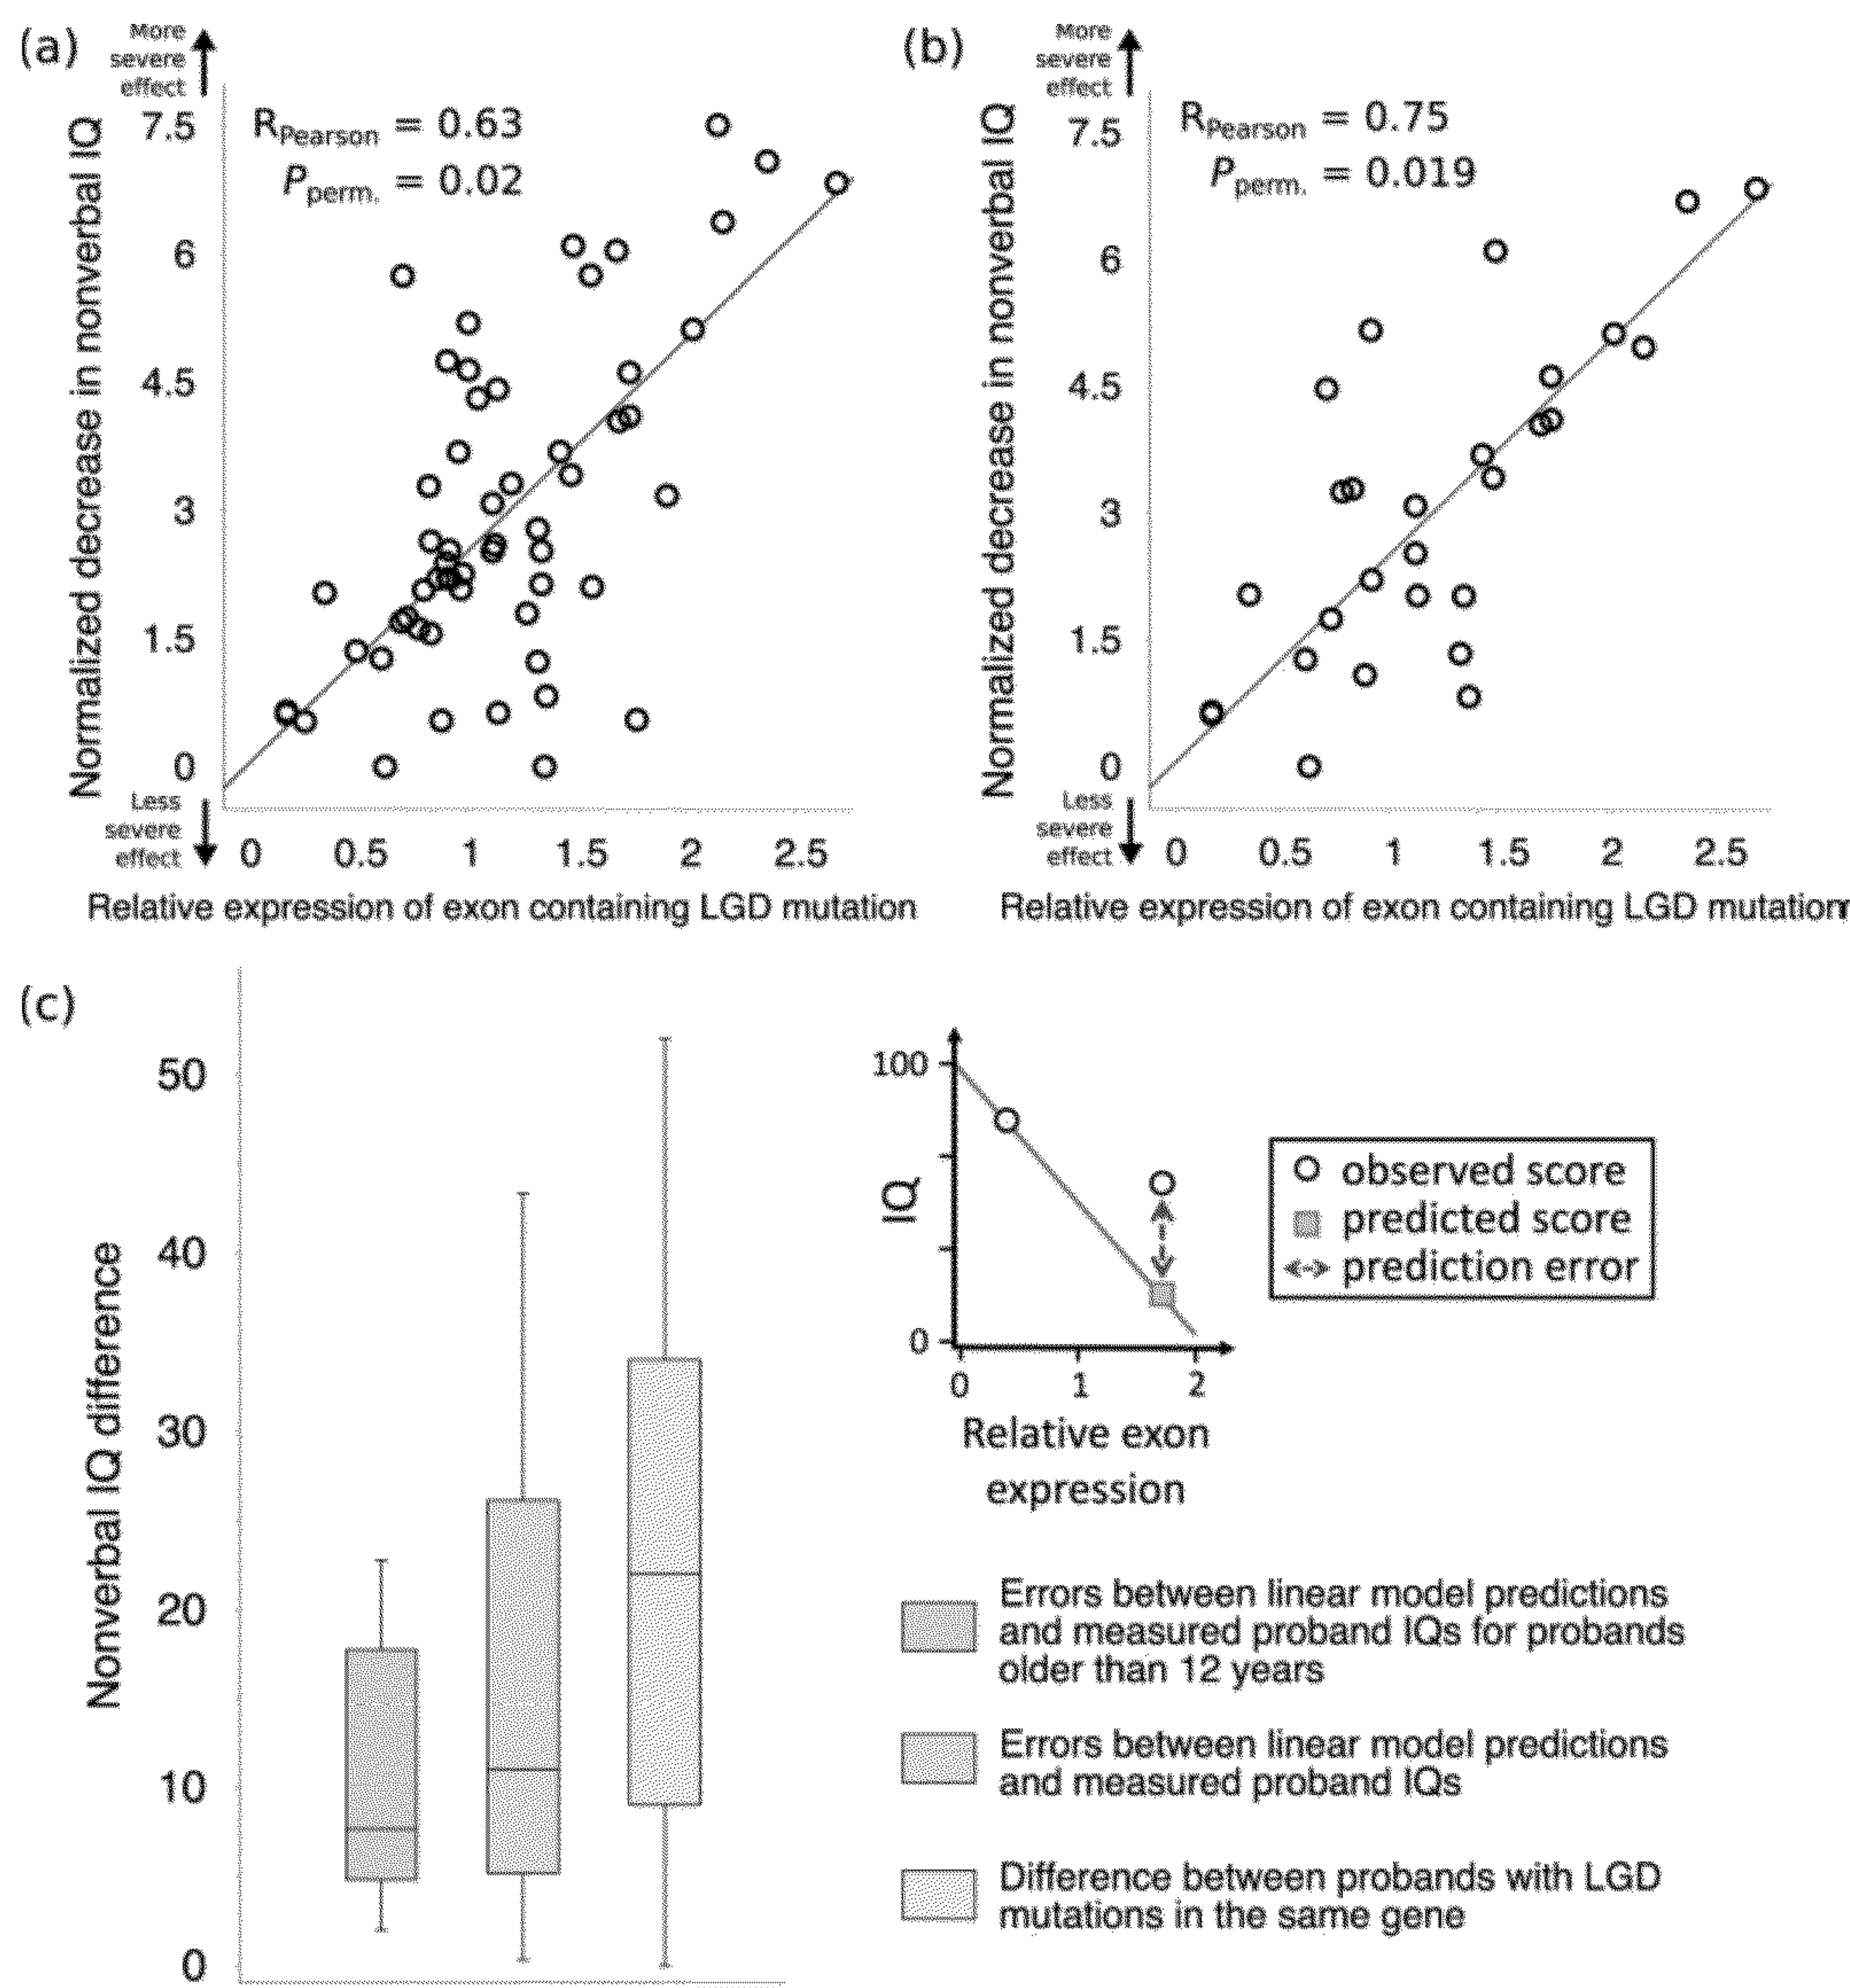 (a)
More
severe
effect
R_Pearson = 0.63
P_perm. = 0.02
Normalized decrease in nonverbal IQ
7.5
6
4.5
3
1.5
0
Less
severe
effect
0 0.5 1 1.5 2 2.5
Relative expression of exon containing LGD mutation
(b)
More
severe
effect
R_Pearson = 0.75
P_perm. = 0.019
Normalized decrease in nonverbal IQ
7.5
6
4.5
3
1.5
0
Less
severe
effect
0 0.5 1 1.5 2 2.5
Relative expression of exon containing LGD mutation
(c)
Nonverbal IQ difference
50
40
30
20
10
0
100
IQ
0
0 1 2
Relative exon
expression
observed score
predicted score
prediction error
Errors between linear model predictions
and measured proband IQs for probands
older than 12 years
Errors between linear model predictions
and measured proband IQs
Difference between probands with LGD
mutations in the same gene